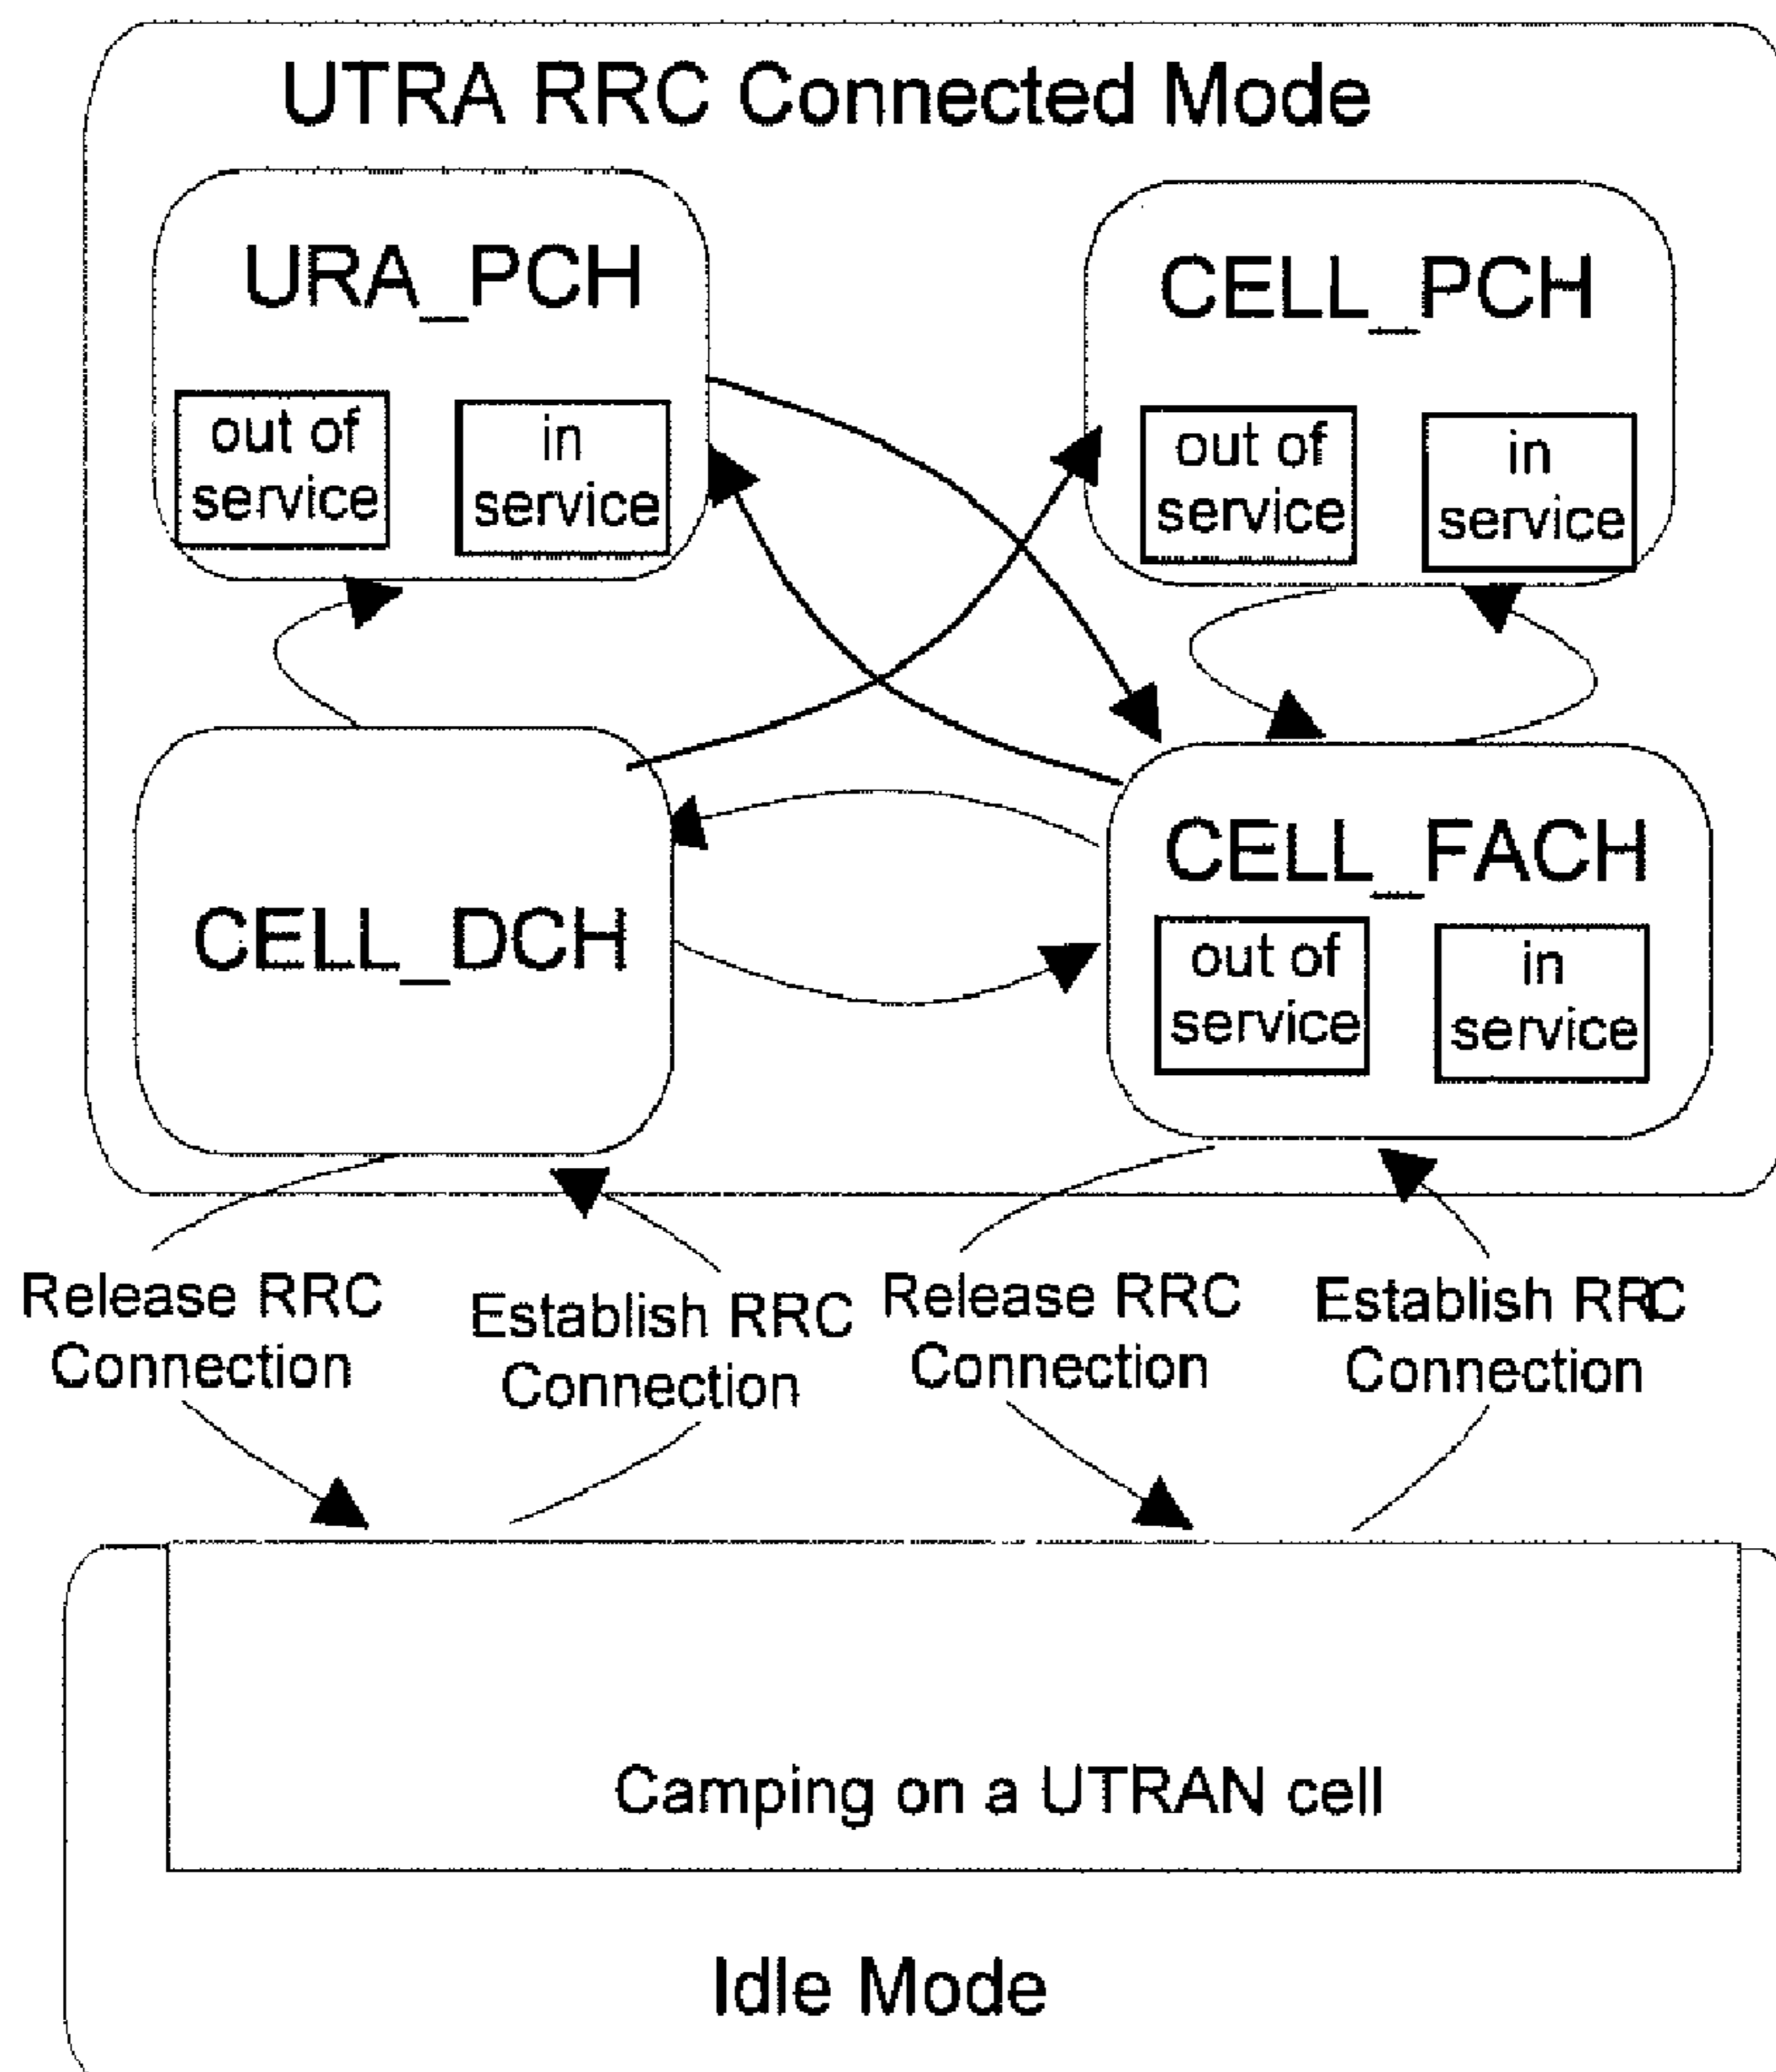 UTRA RRC Connected Mode
URA_PCH
out of
service
in
service
CELL_PCH
out of
service
in
service
CELL_DCH
CELL_FACH
out of
service
in
service
Release RRC
Connection
Establish RRC
Connection
Release RRC
Connection
Establish RRC
Connection
Camping on a UTRAN cell
Idle Mode